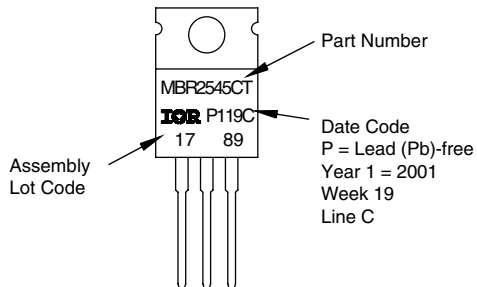 Part Number
MBR2545CT
IOR P119C
17 89
Assembly
Lot Code
Date Code
P = Lead (Pb)-free
Year 1 = 2001
Week 19
Line C